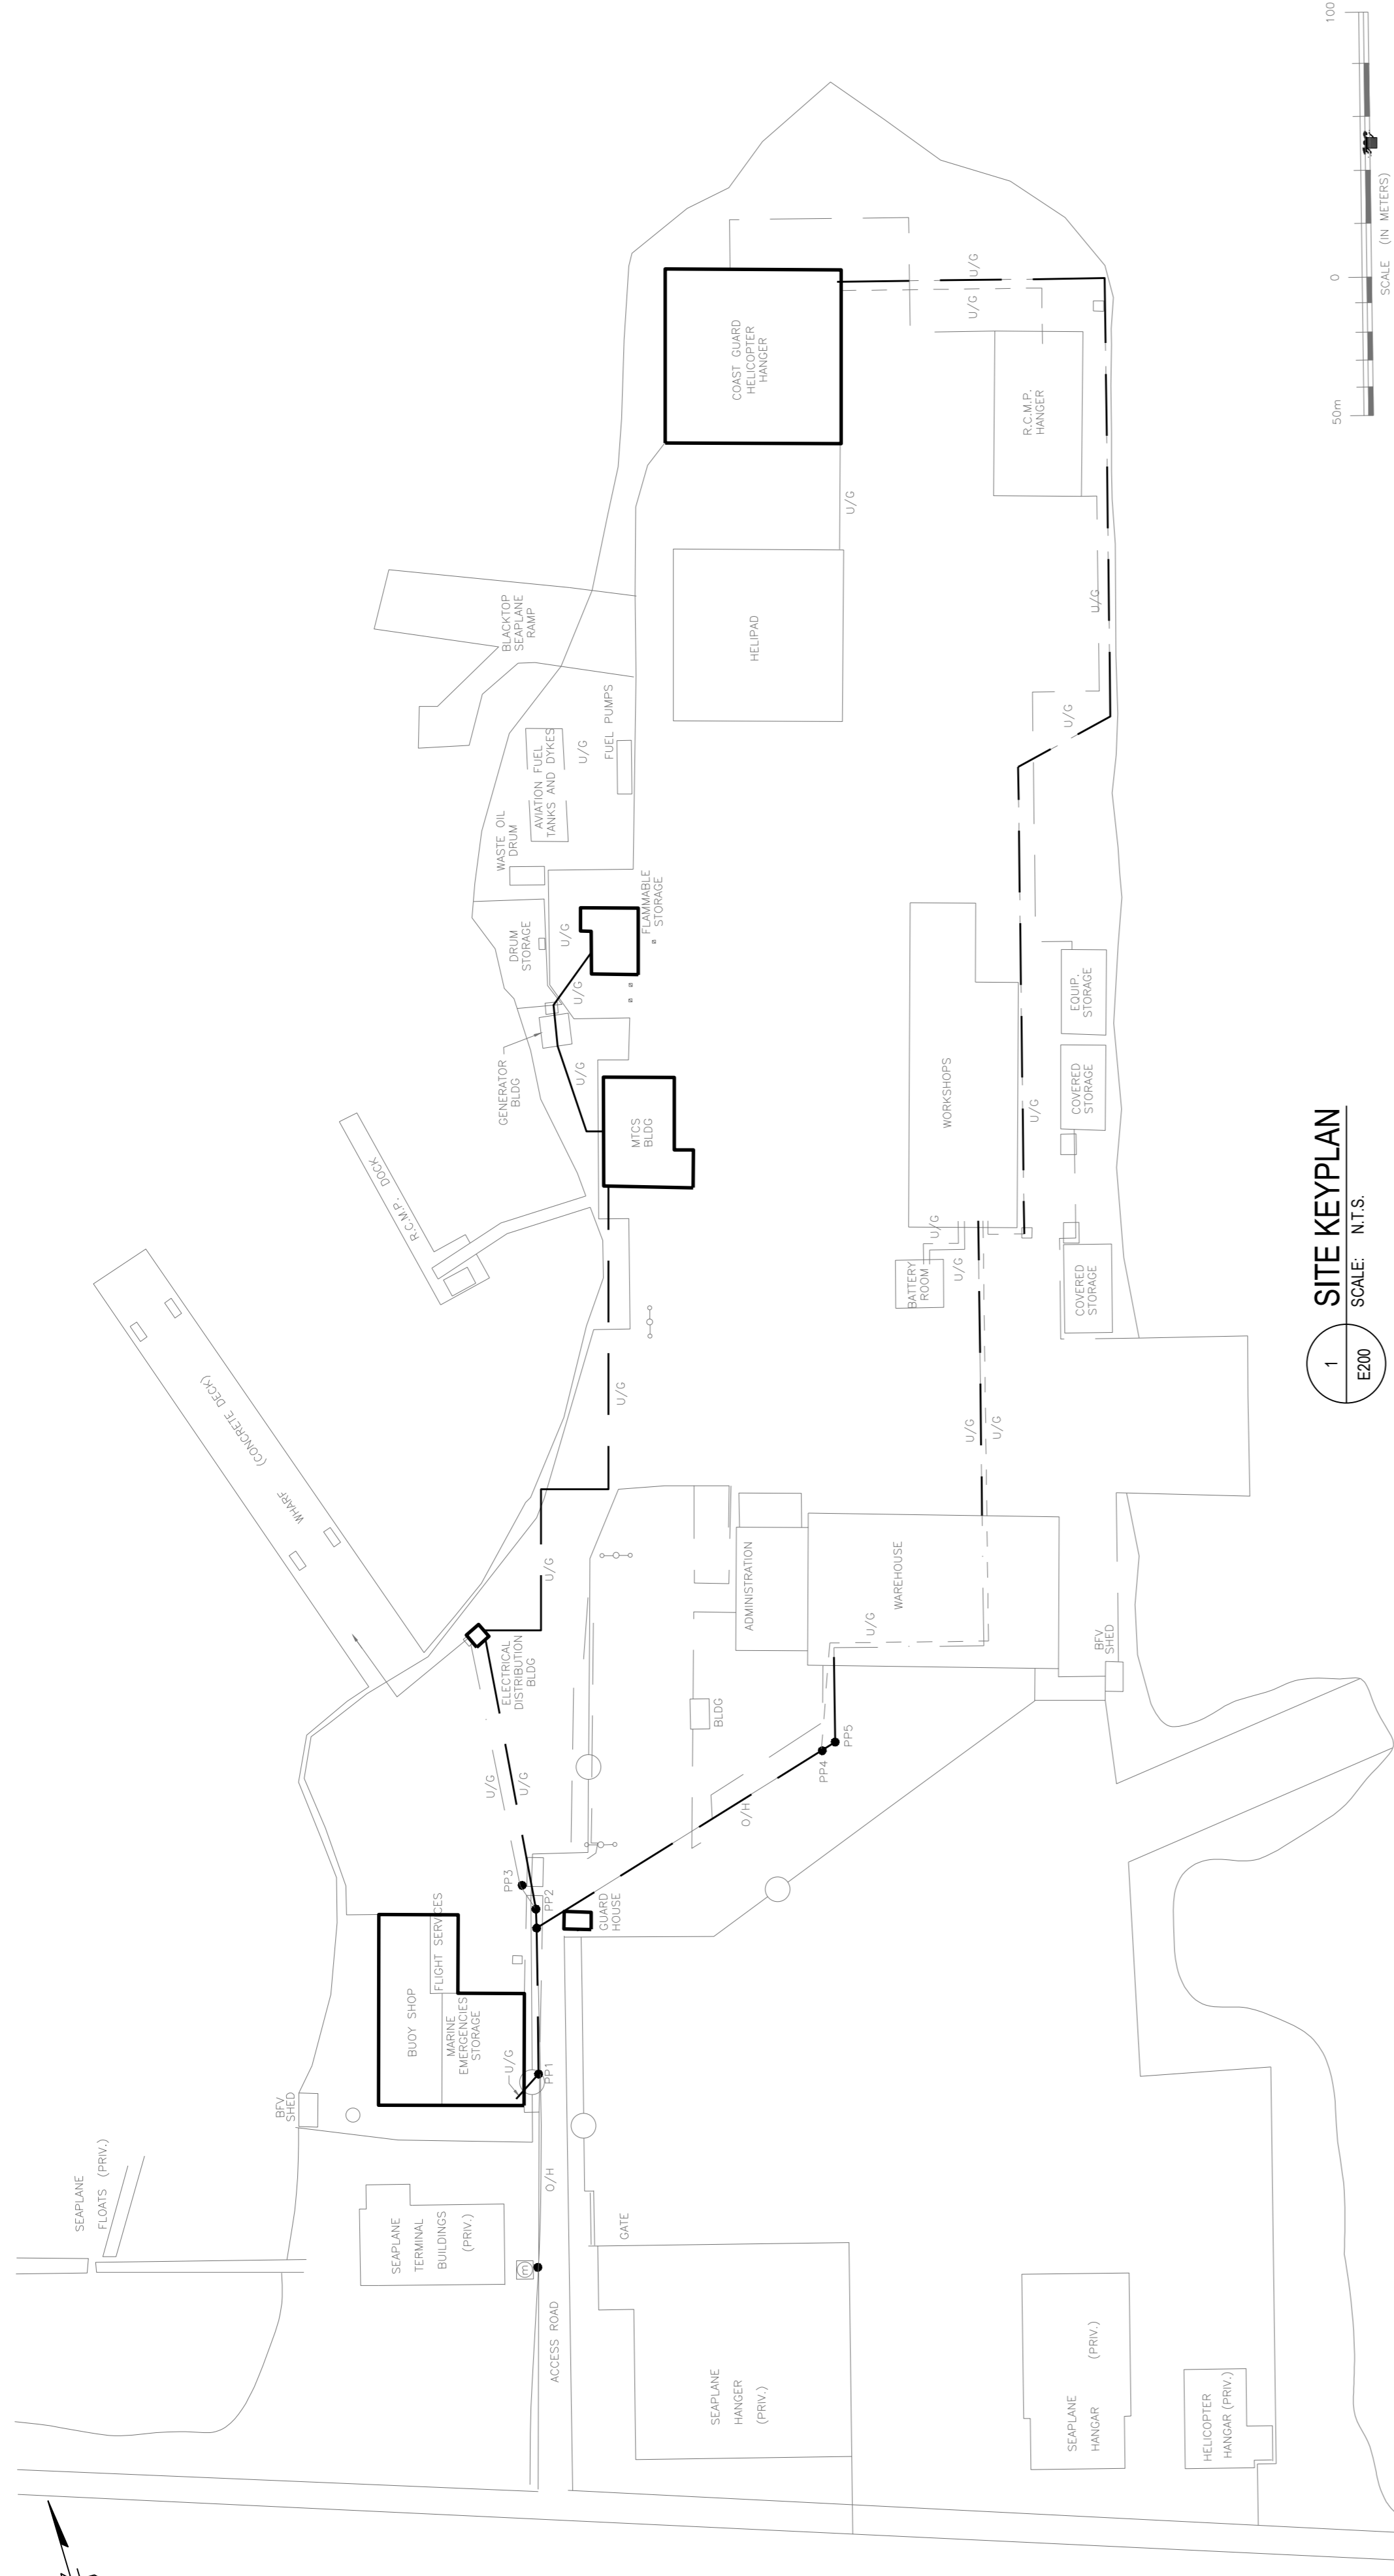 SEAPLANE
FLOATS (PRIV.)
BFV
SHED
SEAPLANE
TERMINAL
BUILDINGS
(PRIV.)
m
BUOY SHOP
FLIGHT SERVICES
MARINE
EMERGENCIES
STORAGE
U/G
PP1
O/H
ACCESS ROAD
GATE
SEAPLANE
HANGER
(PRIV.)
SEAPLANE
HANGAR
(PRIV.)
HELICOPTER
HANGAR (PRIV.)
PP3
PP2
GUARD
HOUSE
U/G
U/G
ELECTRICAL
DISTRIBUTION
BLDG
BLDG
O/H
PP4
PP5
WHARF
(CONCRETE DECK)
U/G
U/G
ADMINISTRATION
WAREHOUSE
U/G
BFV
SHED
R.C.M.P. DOCK
U/G
U/G
BATTERY
ROOM
U/G
U/G
COVERED
STORAGE
GENERATOR
BLDG
MTCS
BLDG
U/G
U/G
U/G
DRUM
STORAGE
FLAMMABLE
STORAGE
WORKSHOPS
U/G
COVERED
STORAGE
EQUIP.
STORAGE
WASTE OIL
DRUM
AVIATION FUEL
TANKS AND DYKES
U/G
FUEL PUMPS
BLACKTOP
SEAPLANE
RAMP
HELIPAD
U/G
U/G
U/G
COAST GUARD
HELICOPTER
HANGER
R.C.M.P.
HANGER
U/G
U/G
1
E200
SITE KEYPLAN
SCALE: N.T.S.
50m
0
100
SCALE (IN METERS)